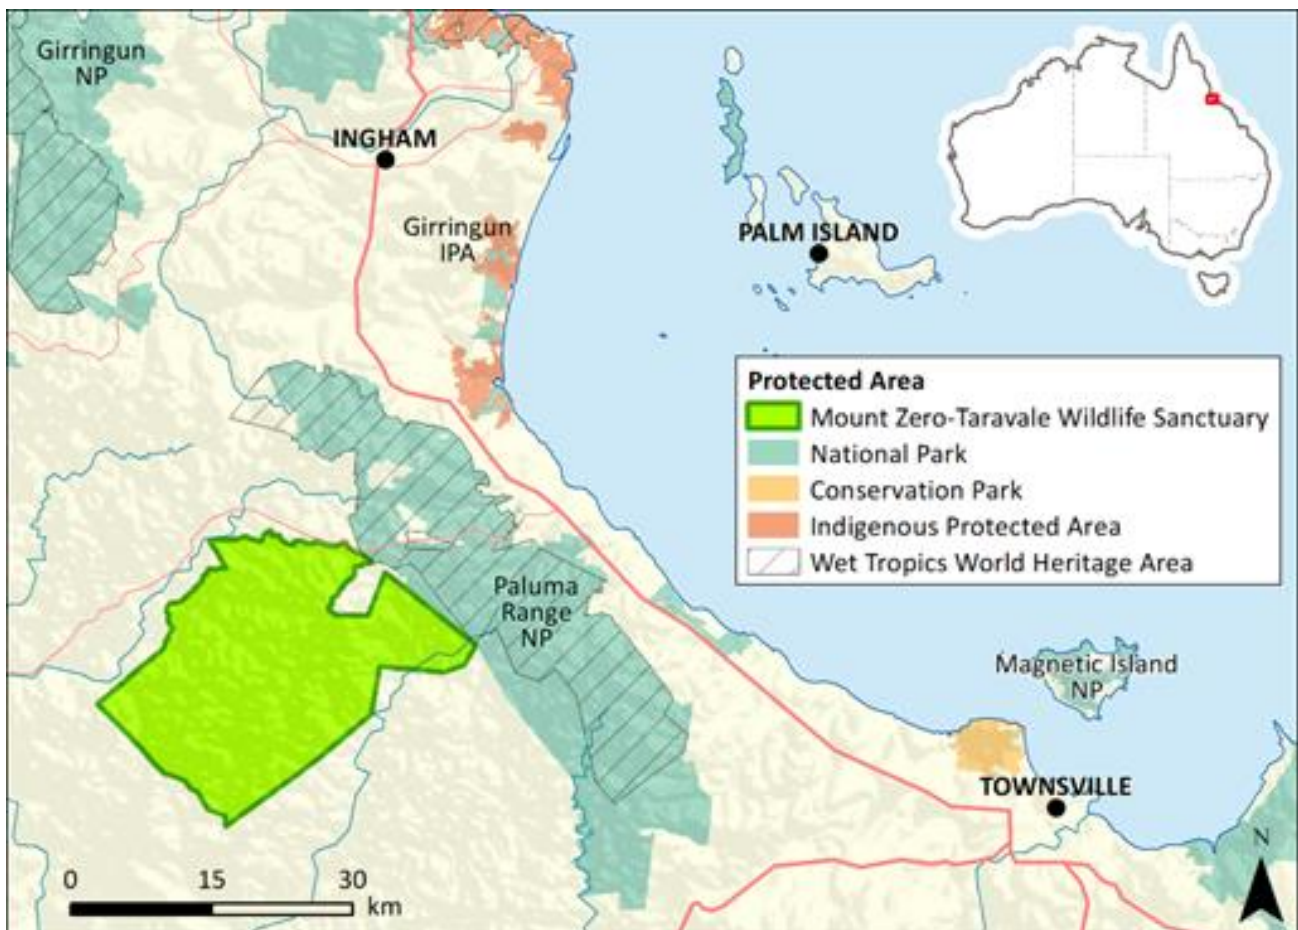 Girringun
NP
INGHAM
Girringun
IPA
PALM ISLAND
Protected Area
Mount Zero-Taravale Wildlife Sanctuary
National Park
Conservation Park
Indigenous Protected Area
Wet Tropics World Heritage Area
Paluma
Range
NP
Magnetic Island
NP
TOWNSVILLE
N
0 15 30
km